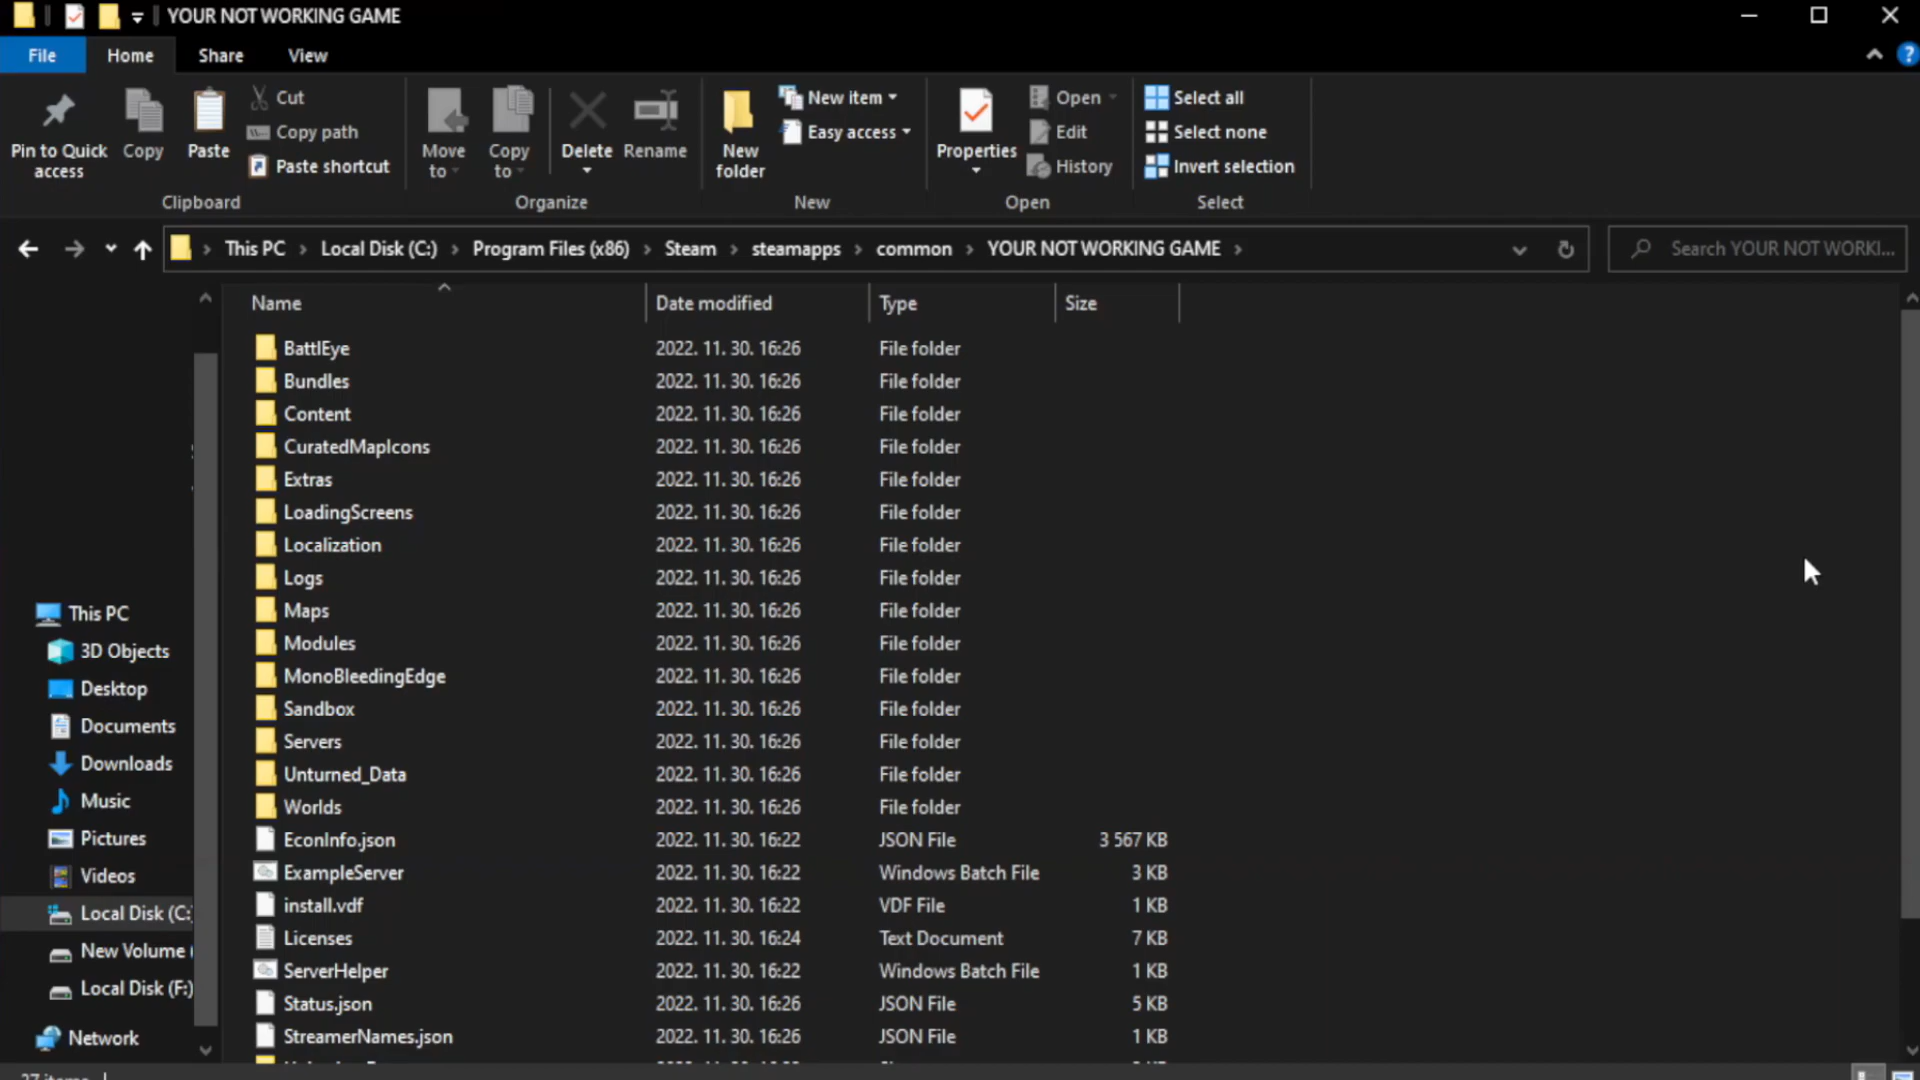 YOUR NOT WORKING GAME
File Home Share View
Pin to Quick access
Copy
Paste
Cut
Copy path
Paste shortcut
Clipboard
Move to
Copy to
Delete
Rename
Organize
New folder
New item
Easy access
New
Properties
Open
Edit
History
Open
Select all
Select none
Invert selection
Select
This PC > Local Disk (C:) > Program Files (x86) > Steam > steamapps > common > YOUR NOT WORKING GAME >
Search YOUR NOT WORKI...
This PC
3D Objects
Desktop
Documents
Downloads
Music
Pictures
Videos
Local Disk (C:
New Volume (
Local Disk (F:)
Network
Name Date modified Type Size
BattlEye 2022. 11. 30. 16:26 File folder
Bundles 2022. 11. 30. 16:26 File folder
Content 2022. 11. 30. 16:26 File folder
CuratedMapIcons 2022. 11. 30. 16:26 File folder
Extras 2022. 11. 30. 16:26 File folder
LoadingScreens 2022. 11. 30. 16:26 File folder
Localization 2022. 11. 30. 16:26 File folder
Logs 2022. 11. 30. 16:26 File folder
Maps 2022. 11. 30. 16:26 File folder
Modules 2022. 11. 30. 16:26 File folder
MonoBleedingEdge 2022. 11. 30. 16:26 File folder
Sandbox 2022. 11. 30. 16:26 File folder
Servers 2022. 11. 30. 16:26 File folder
Unturned_Data 2022. 11. 30. 16:26 File folder
Worlds 2022. 11. 30. 16:26 File folder
EconInfo.json 2022. 11. 30. 16:22 JSON File 3 567 KB
ExampleServer 2022. 11. 30. 16:22 Windows Batch File 3 KB
install.vdf 2022. 11. 30. 16:22 VDF File 1 KB
Licenses 2022. 11. 30. 16:24 Text Document 7 KB
ServerHelper 2022. 11. 30. 16:22 Windows Batch File 1 KB
Status.json 2022. 11. 30. 16:26 JSON File 5 KB
StreamerNames.json 2022. 11. 30. 16:26 JSON File 1 KB
27 items